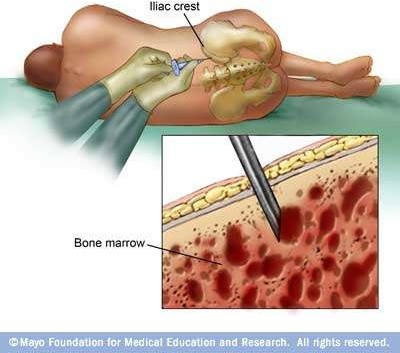 Iliac crest
Bone marrow
© Mayo Foundation for Medical Education and Research. All rights reserved.